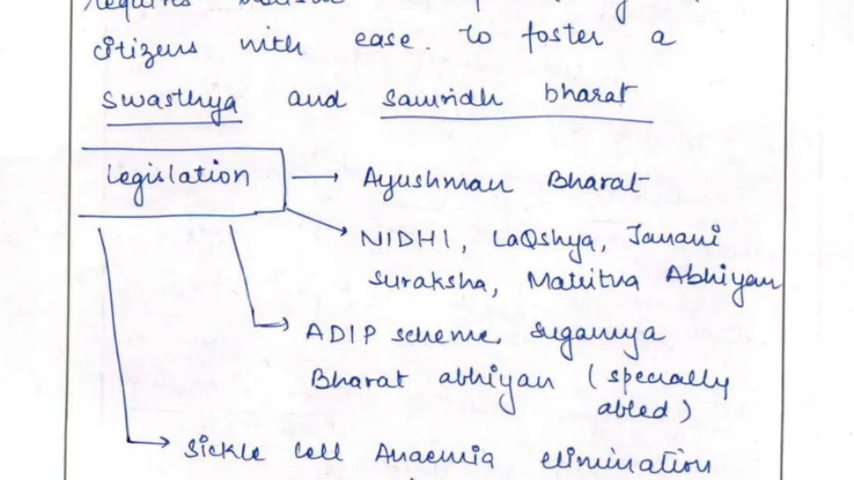 requires
citizens with ease. To foster a
swasthya and samridh bharat
Legislation → Ayushman Bharat
→ NIDHI, LaQshya, Janani
suraksha, Matritva Abhiyan
→ ADIP scheme, Sugamya
Bharat abhiyan (specially
abled)
→ Sickle cell Anaemia elimination